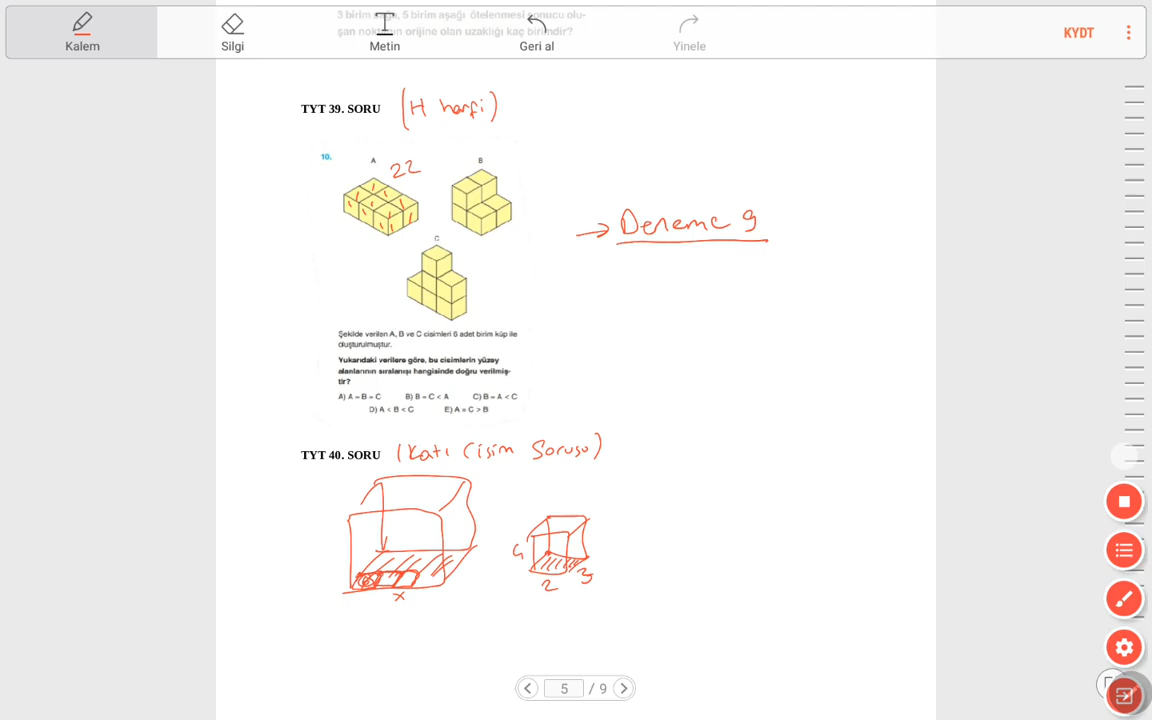 3 birim sağa, 5 birim aşağı ötelenmesi sonucu olu-
şan noktanın orijine olan uzaklığı kaç birimdir?
Kalem
Silgi
Metin
Geri al
Yinele
KYDT
TYT 39. SORU (H harfi)
10.
A
22
B
C
→ Deneme 9
Şekilde verilen A, B ve C cisimleri 6 adet birim küp ile
oluşturulmuştur.
Yukarıdaki verilere göre, bu cisimlerin yüzey
alanlarının sıralanışı hangisinde doğru verilmiş-
tir?
A) A = B = C B) B = C < A C) B = A < C
D) A < B < C E) A = C > B
TYT 40. SORU (Katı Cisim Sorusu)
x
4
2
3
5 / 9